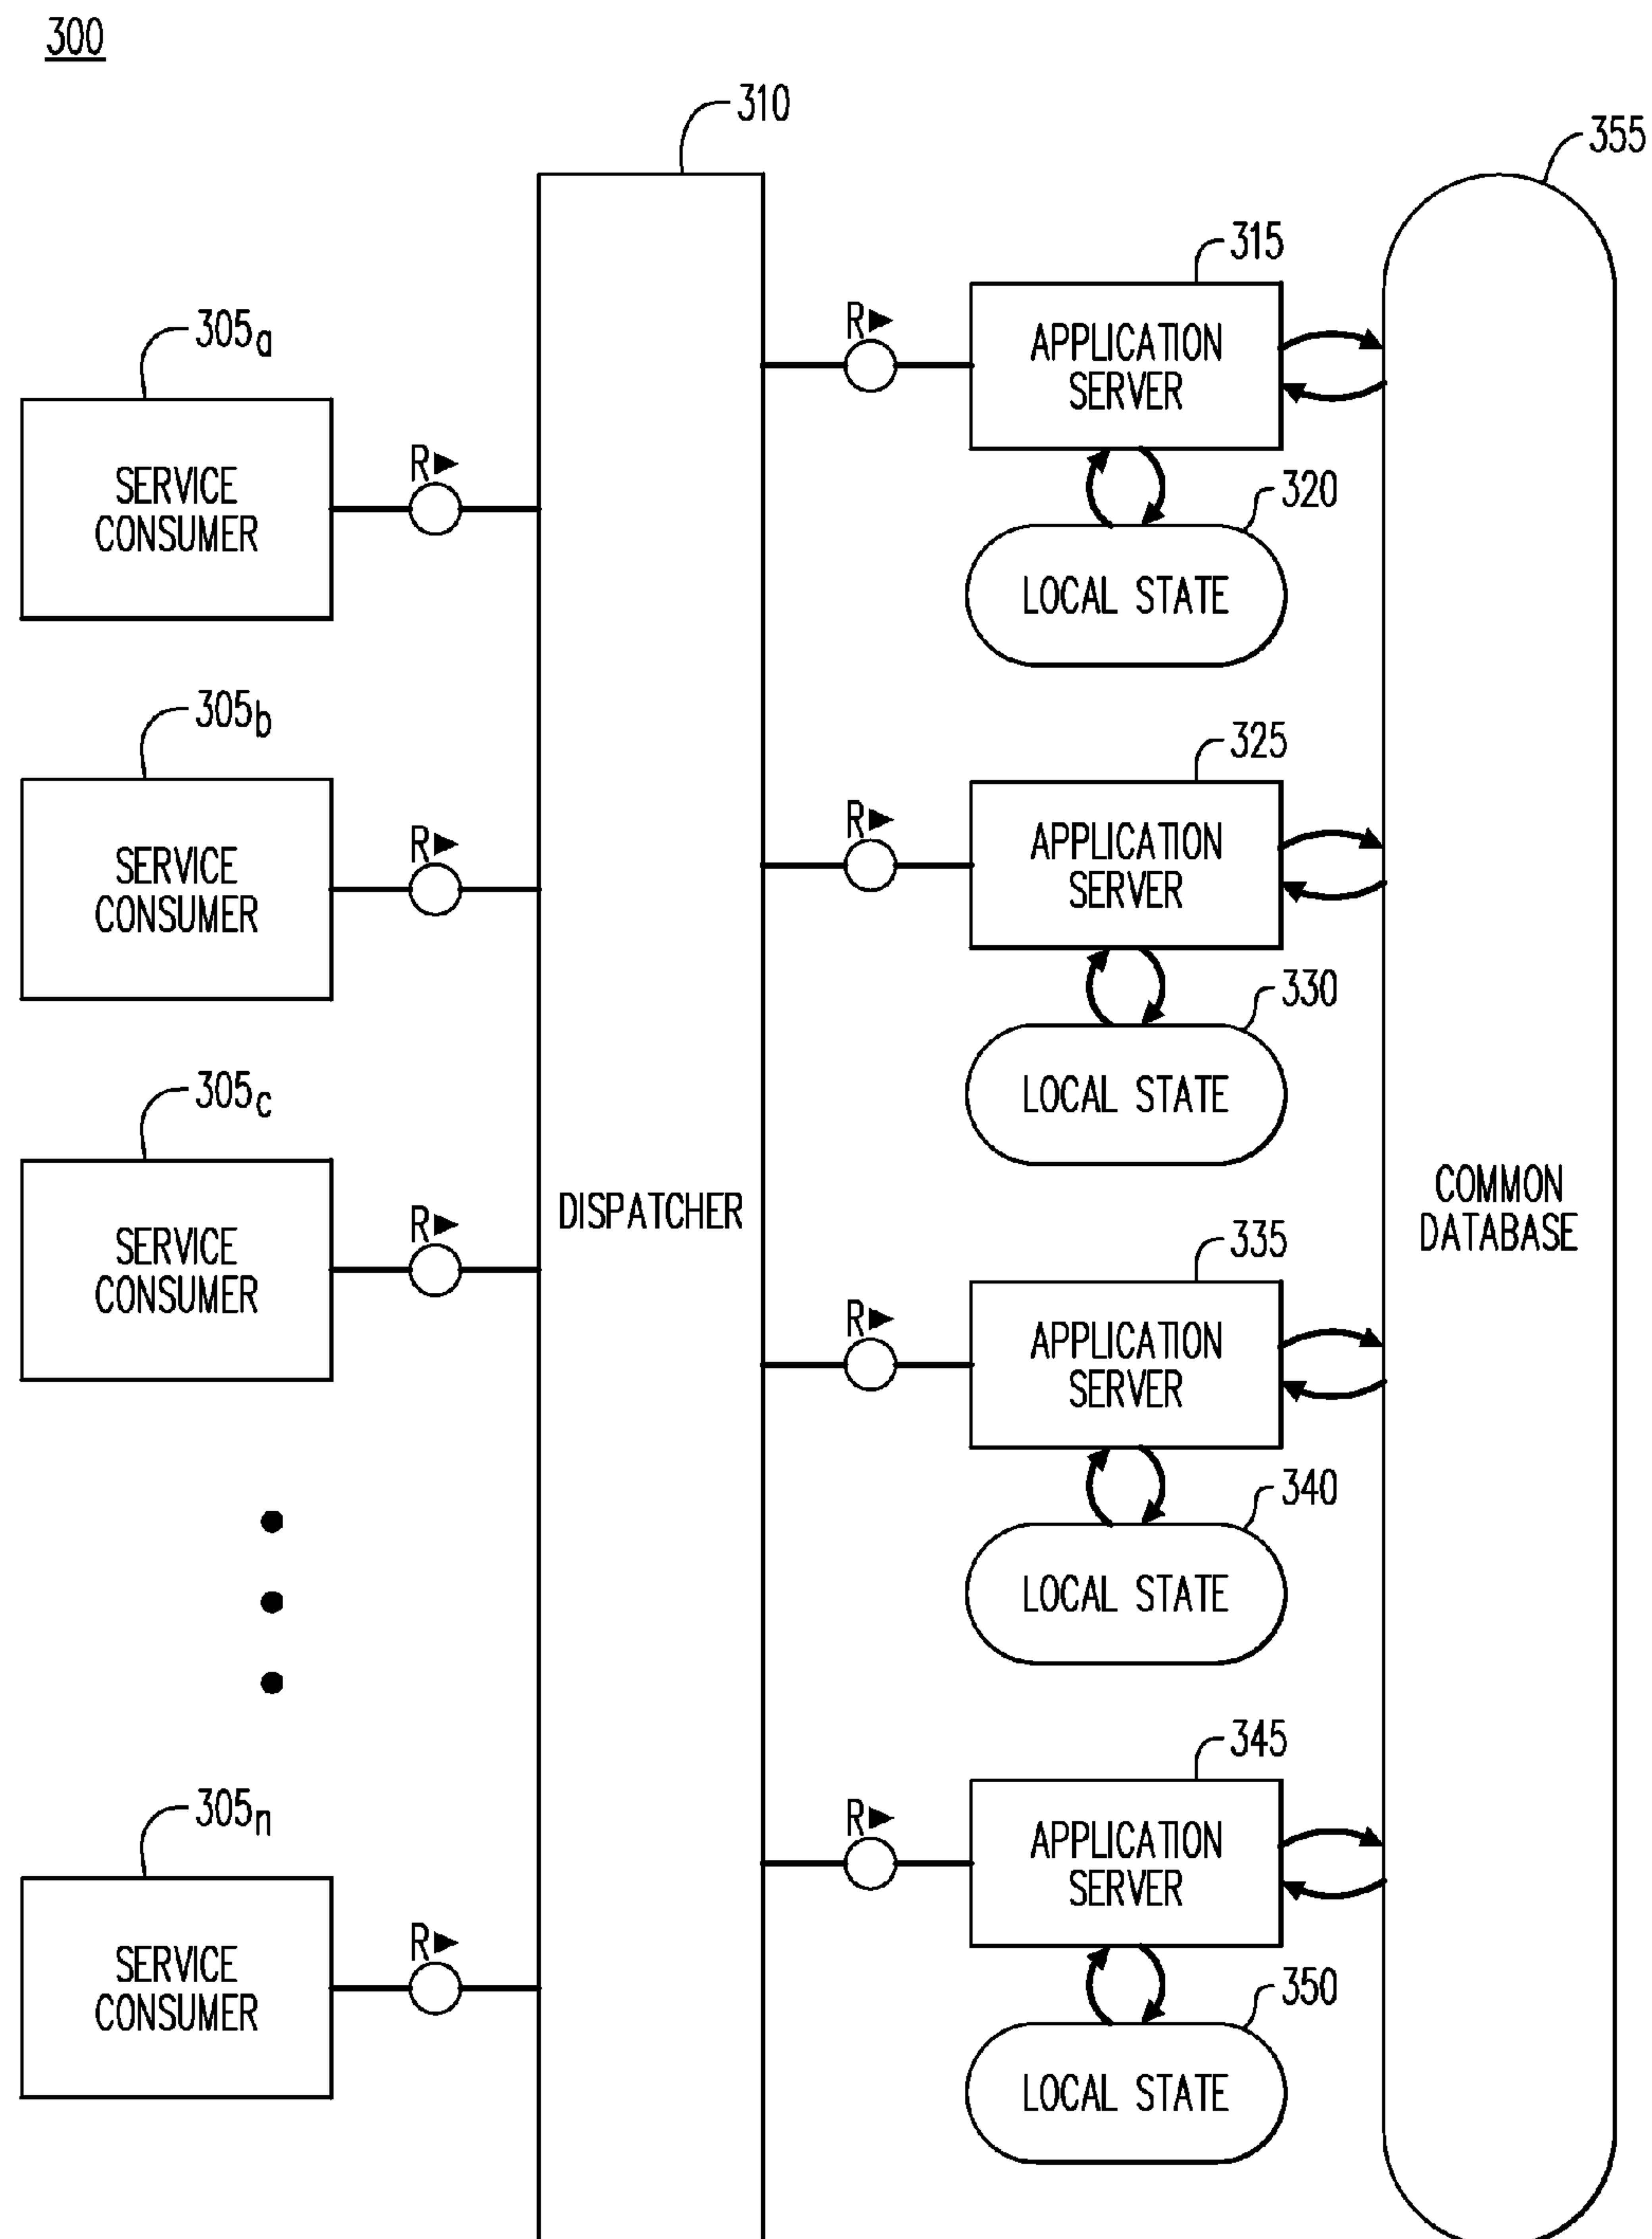 300
310
355
315
305a
R▶
APPLICATION
SERVER
R▶
SERVICE
CONSUMER
320
LOCAL STATE
305b
325
R▶
APPLICATION
SERVER
R▶
SERVICE
CONSUMER
330
LOCAL STATE
305c
COMMON
DATABASE
DISPATCHER
R▶
SERVICE
CONSUMER
335
R▶
APPLICATION
SERVER
340
LOCAL STATE
345
305n
R▶
APPLICATION
SERVER
R▶
SERVICE
CONSUMER
350
LOCAL STATE